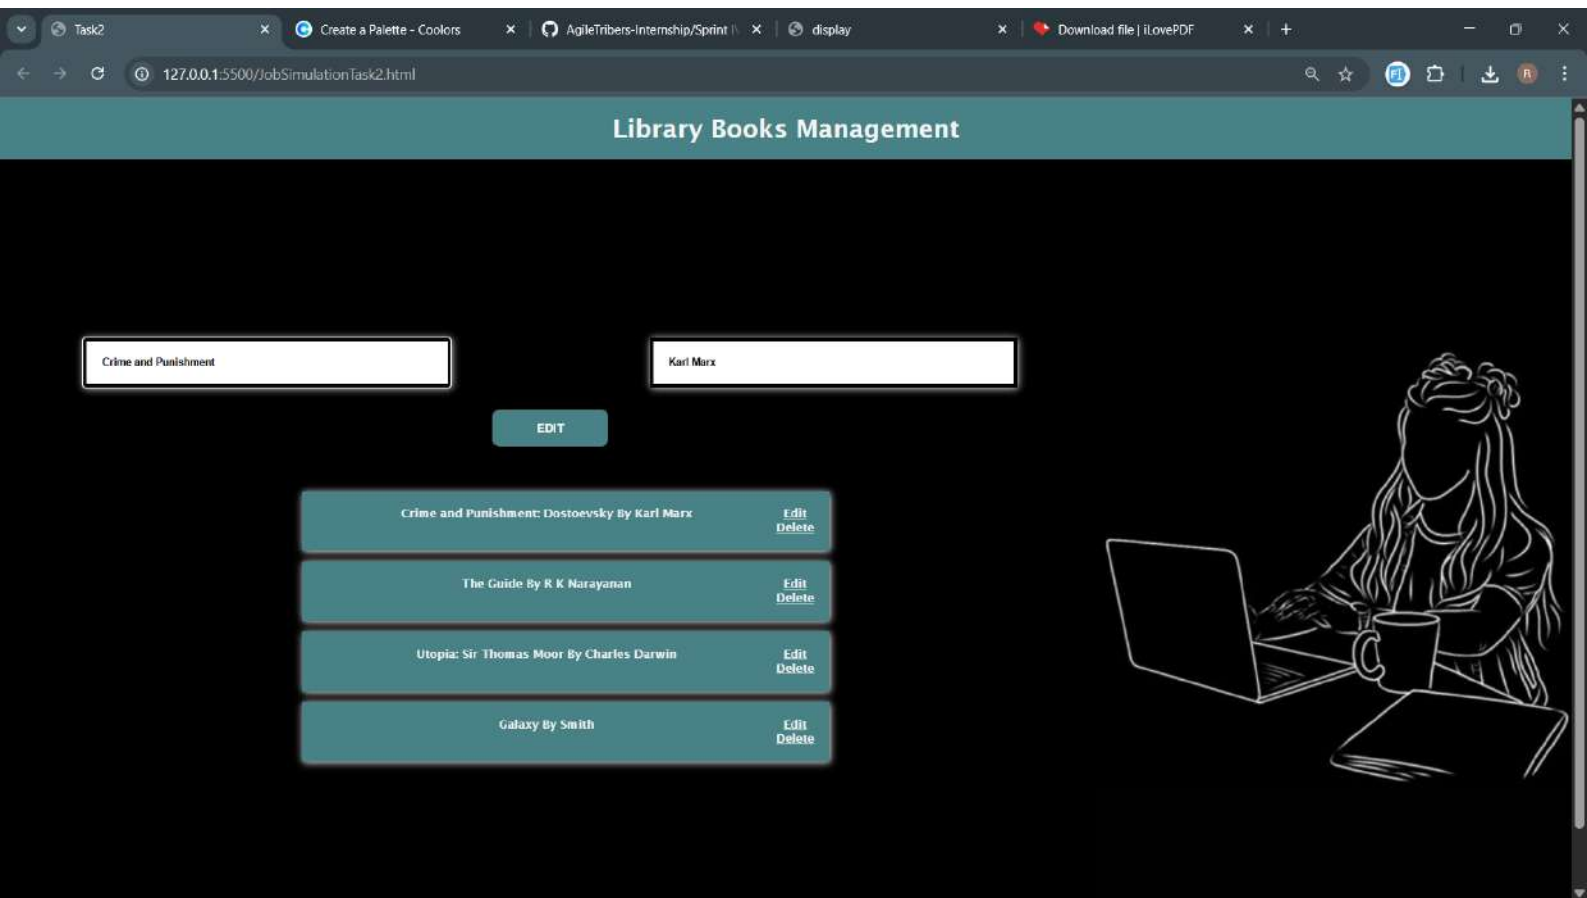 Task2
Create a Palette - Coolors
AgileTribers-Internship/Sprint I
display
Download file | iLovePDF
127.0.0.1:5500/JobSimulationTask2.html
R
Library Books Management
Crime and Punishment
Karl Marx
EDIT
Crime and Punishment: Dostoevsky By Karl Marx
Edit
Delete
The Guide By R K Narayanan
Edit
Delete
Utopia: Sir Thomas Moor By Charles Darwin
Edit
Delete
Galaxy By Smith
Edit
Delete